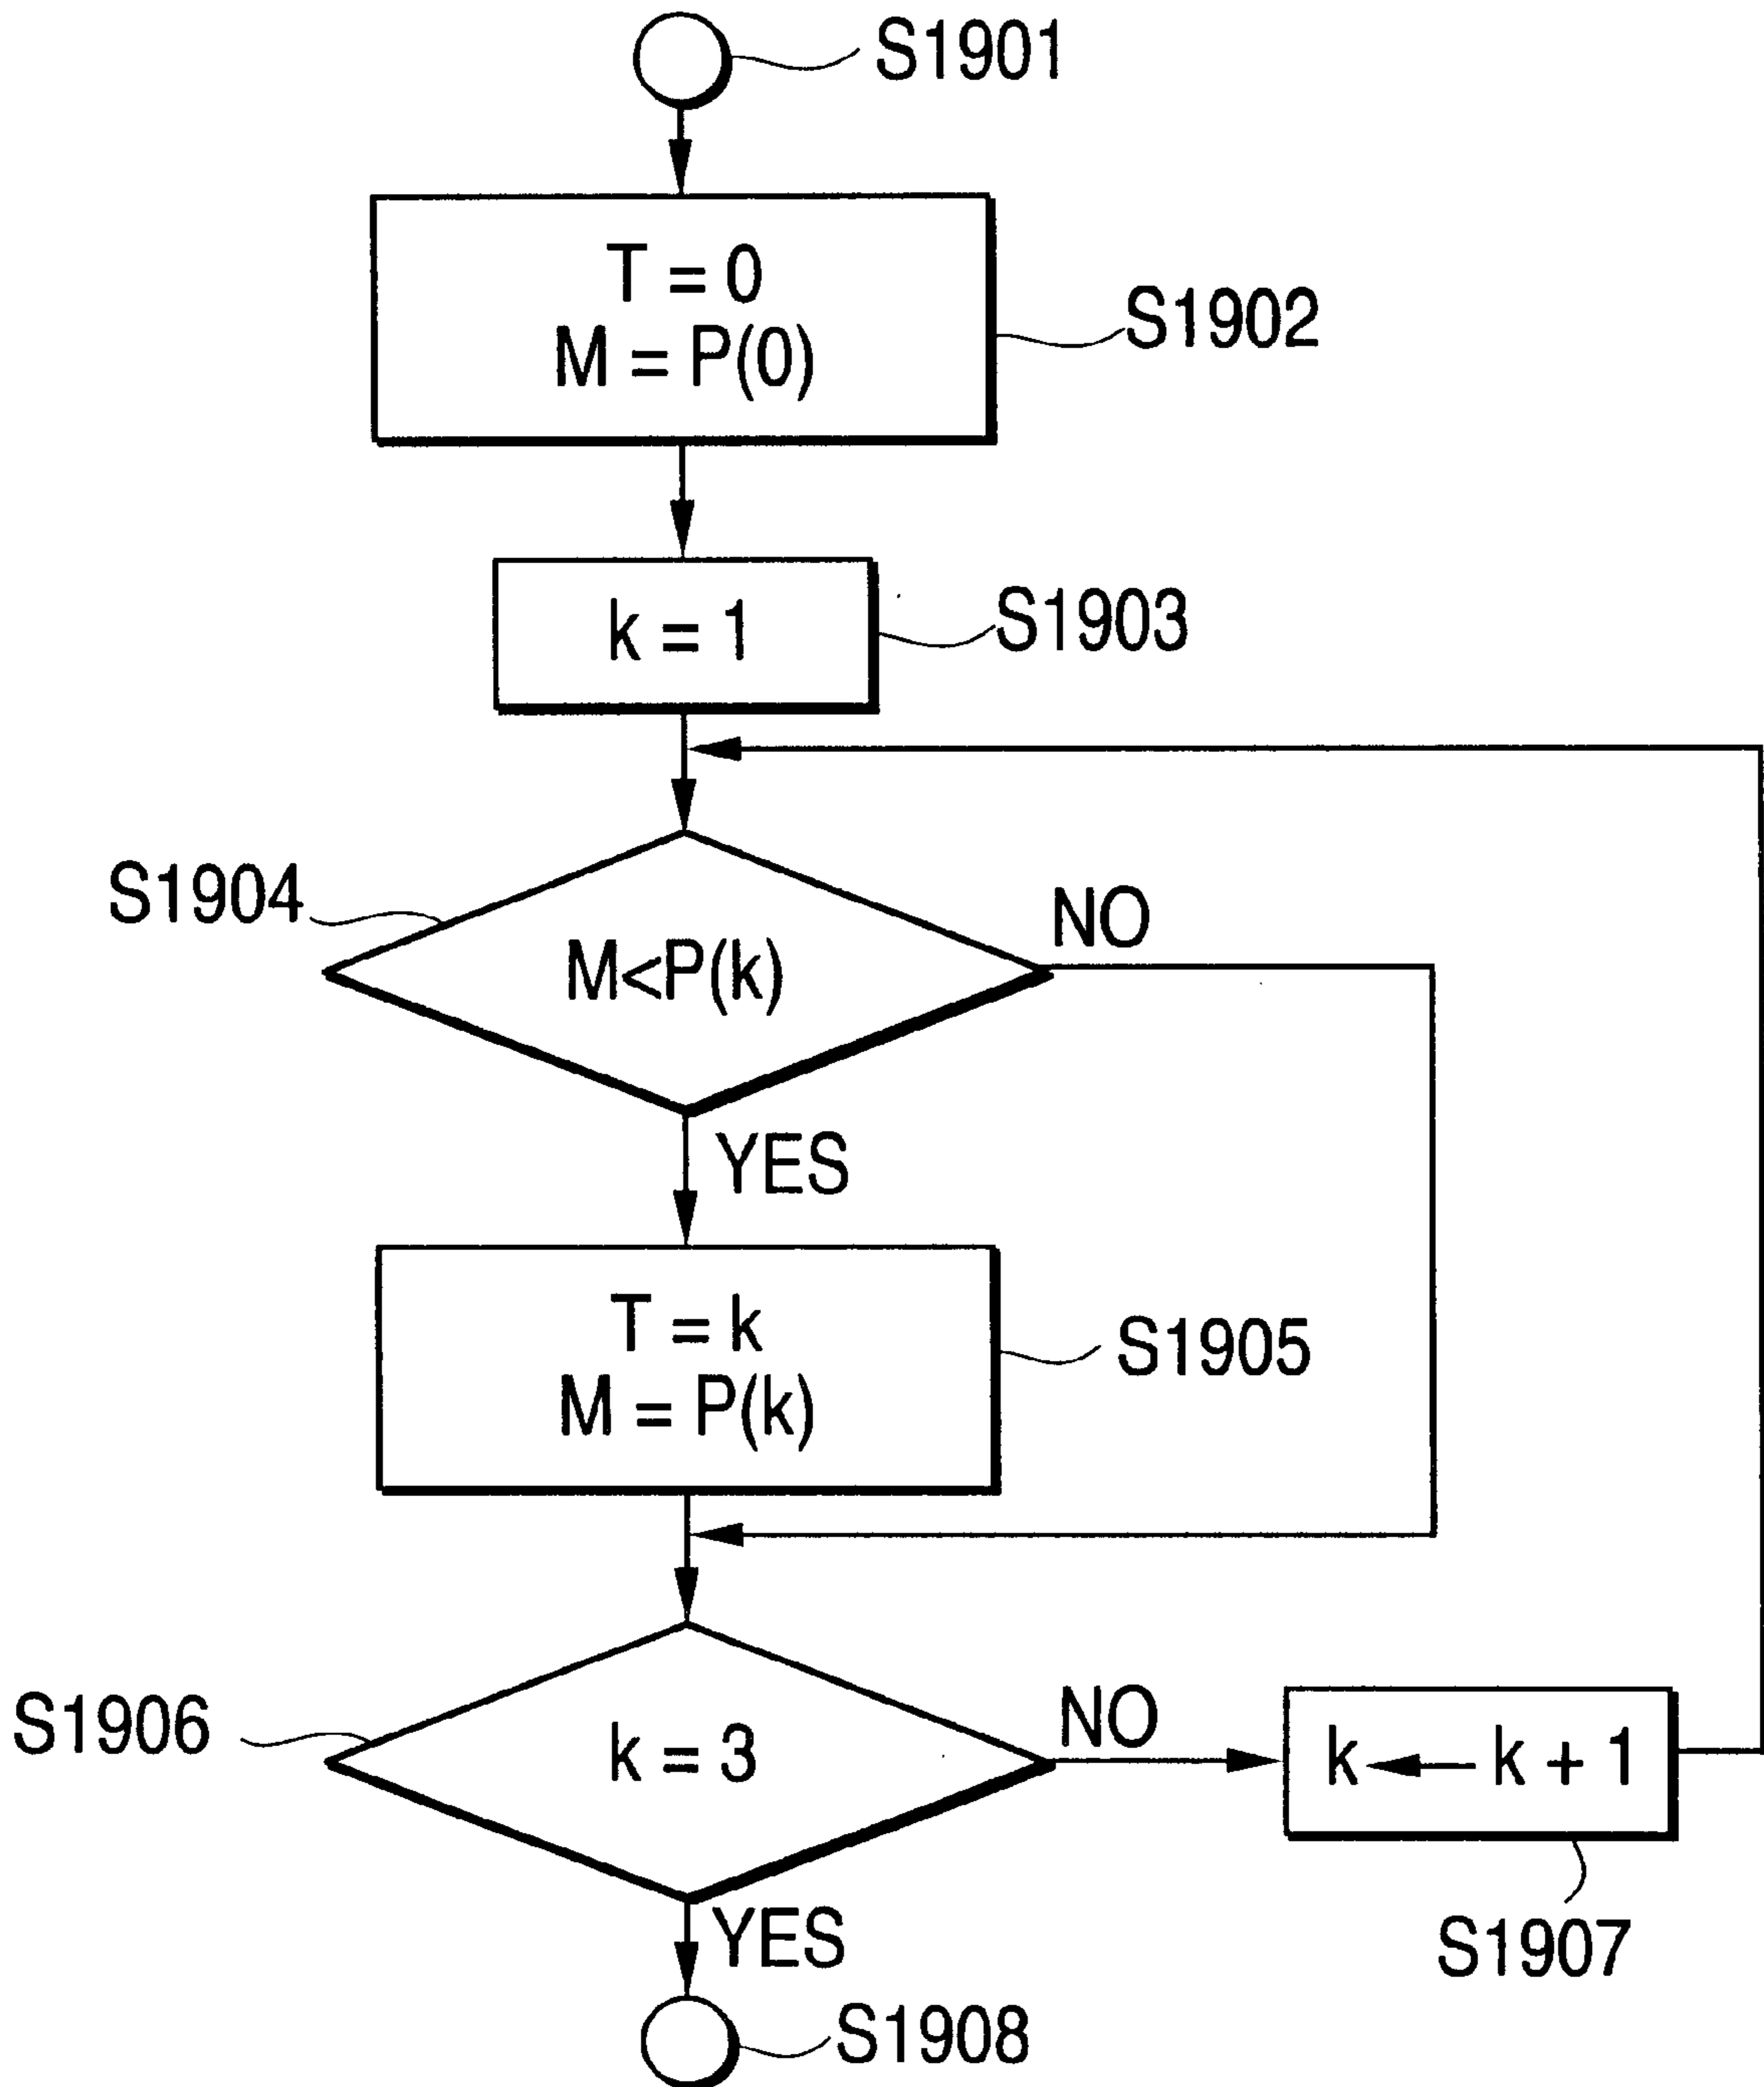 S1901
T = 0
M = P(0)
S1902
k = 1
S1903
S1904
M<P(k)
NO
YES
T = k
M = P(k)
S1905
S1906
k = 3
NO
k ← k + 1
S1907
YES
S1908